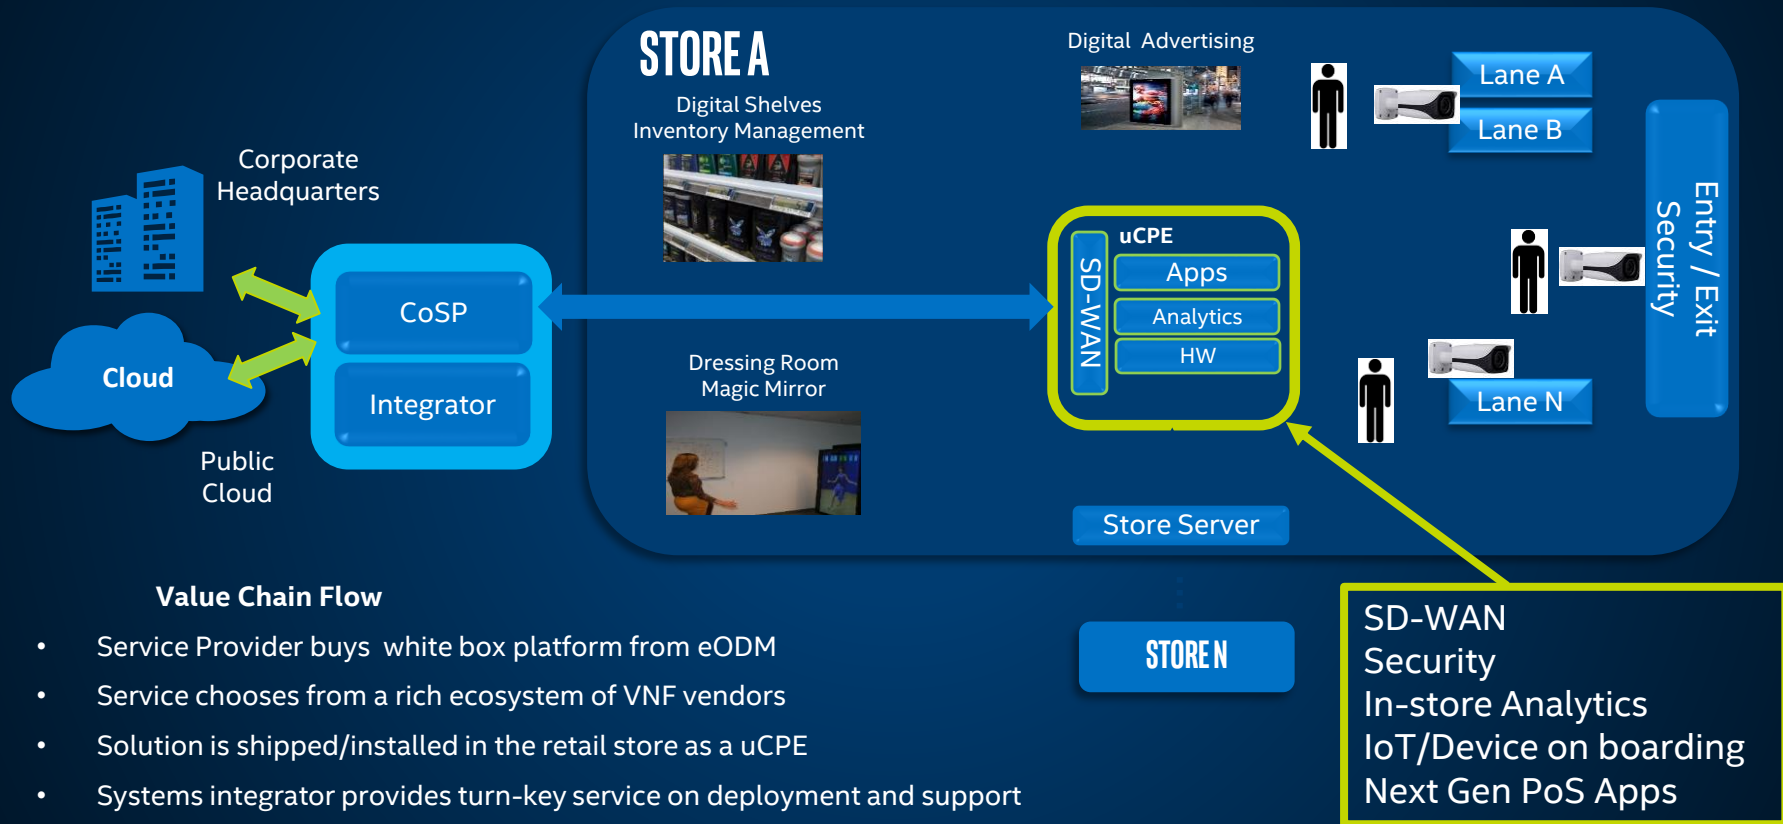 STORE A
Digital Advertising
Lane A
Lane B
Digital Shelves
Inventory Management
Corporate
Headquarters
Entry / Exit
Security
uCPE
SD-WAN
Apps
Analytics
HW
CoSP
Integrator
Cloud
Public
Cloud
Dressing Room
Magic Mirror
Lane N
Store Server
STORE N
Value Chain Flow
• Service Provider buys white box platform from eODM
• Service chooses from a rich ecosystem of VNF vendors
• Solution is shipped/installed in the retail store as a uCPE
• Systems integrator provides turn-key service on deployment and support
SD-WAN
Security
In-store Analytics
IoT/Device on boarding
Next Gen PoS Apps